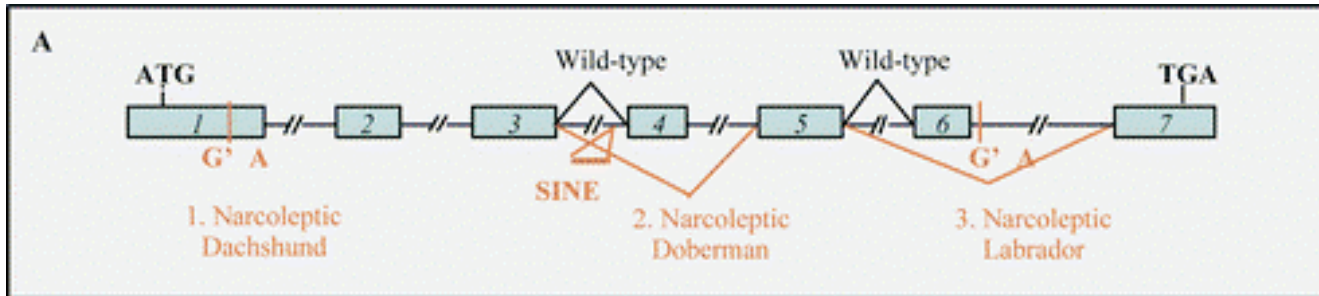 A
Wild-type Wild-type
ATG TGA
1 2 3 4 5 6 7
G' A G' A
SINE
1. Narcoleptic
Dachshund
2. Narcoleptic
Doberman
3. Narcoleptic
Labrador